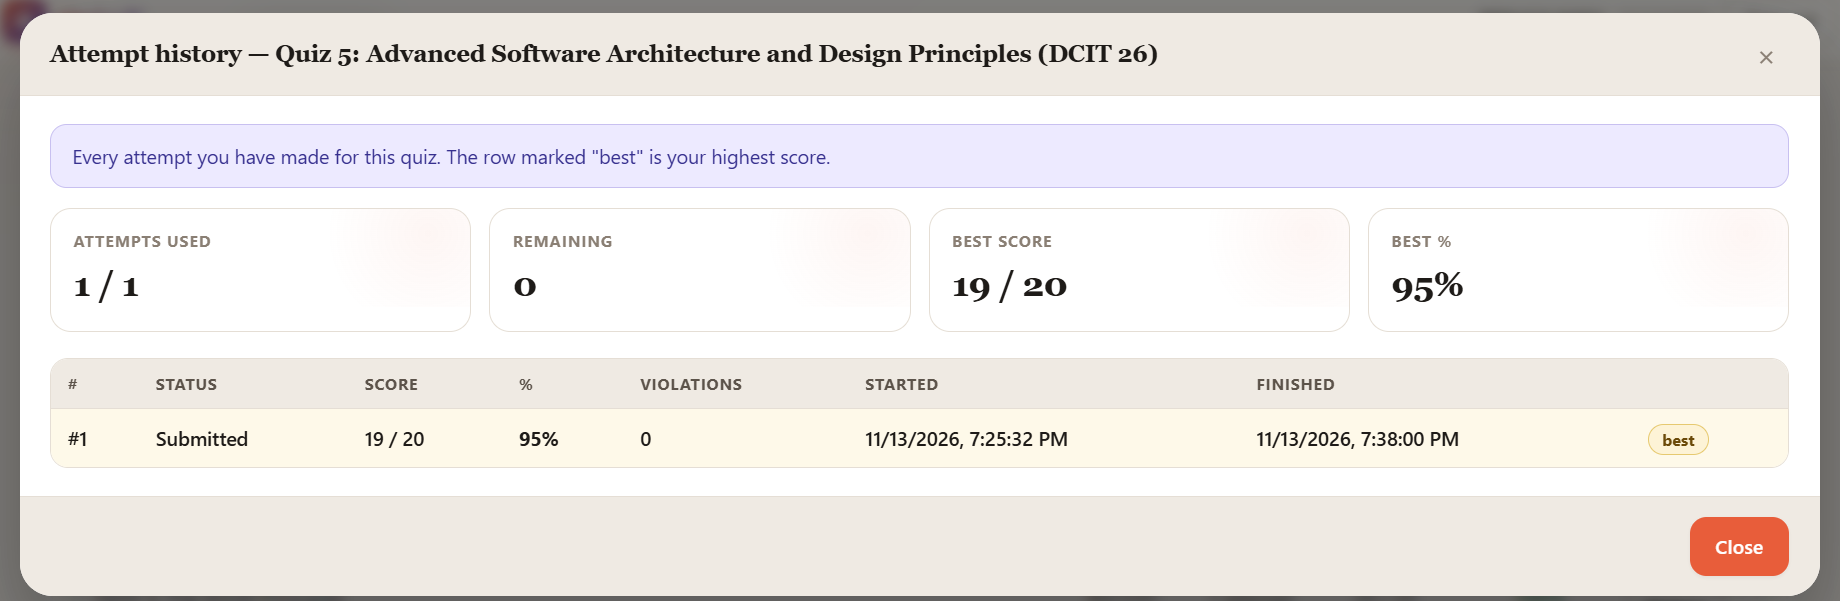 Attempt history — Quiz 5: Advanced Software Architecture and Design Principles (DCIT 26)
×
Every attempt you have made for this quiz. The row marked "best" is your highest score.
ATTEMPTS USED
1 / 1
REMAINING
0
BEST SCORE
19 / 20
BEST %
95%
# STATUS SCORE % VIOLATIONS STARTED FINISHED
#1 Submitted 19 / 20 95% 0 11/13/2026, 7:25:32 PM 11/13/2026, 7:38:00 PM best
Close